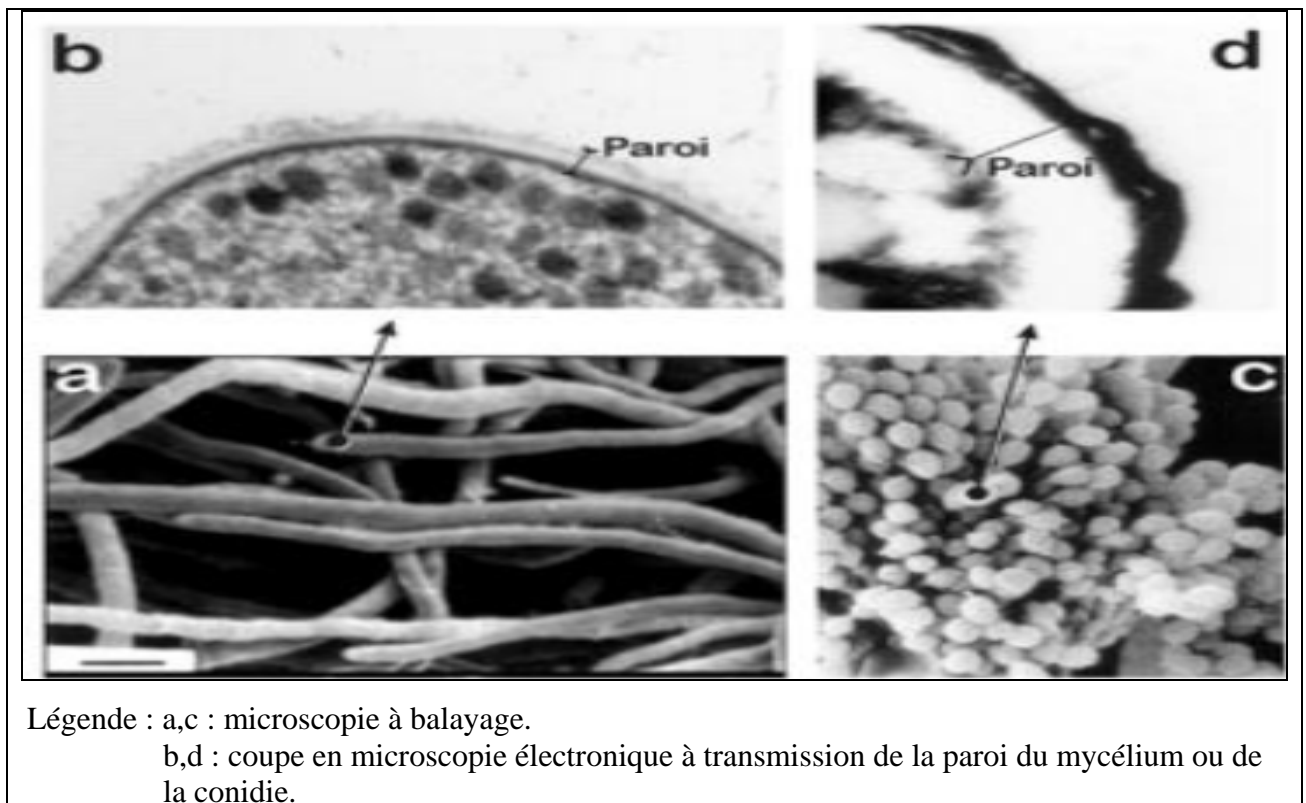 b
d
Paroi
Paroi
a
c
Légende : a,c : microscopie à balayage.
b,d : coupe en microscopie électronique à transmission de la paroi du mycélium ou de
la conidie.